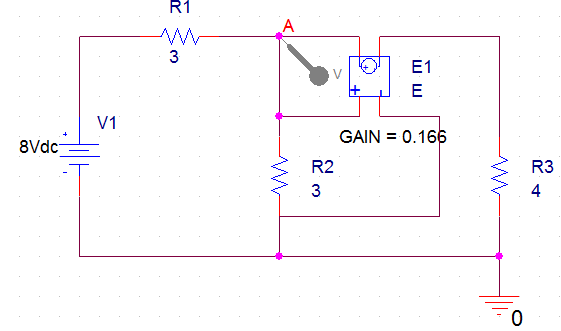 R1
3
A
V
E1
E
+
-
+
GAIN = 0.166
V1
8Vdc
+
-
R2
3
R3
4
0